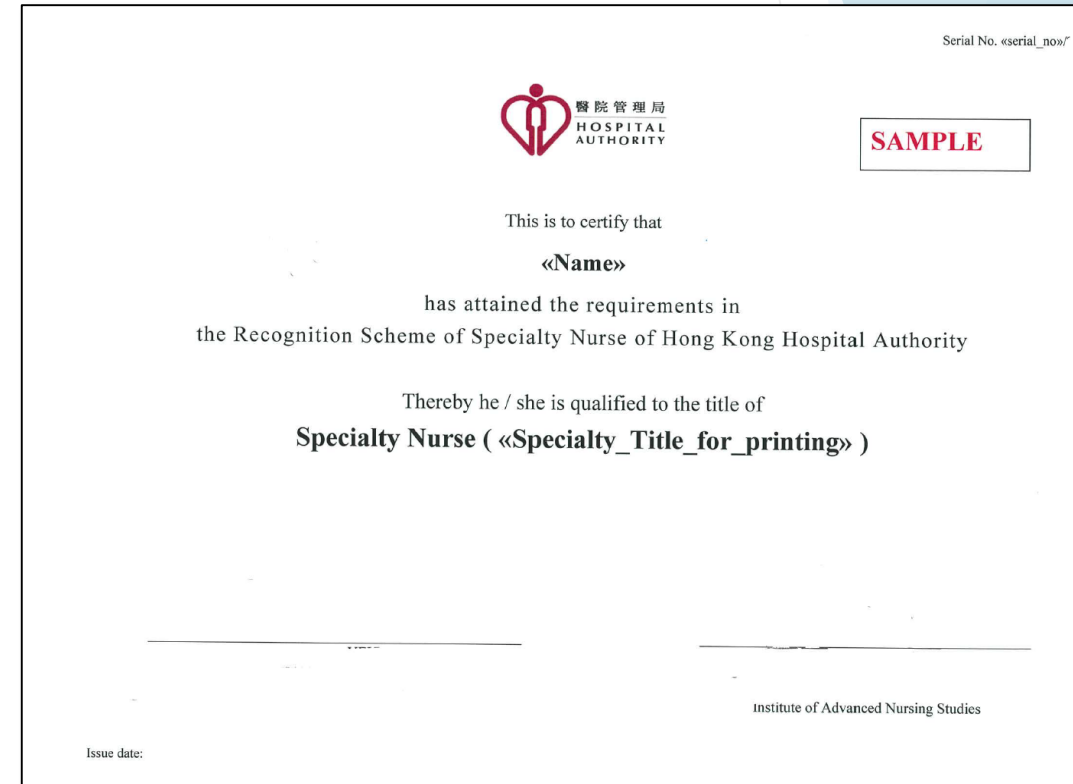 Serial No. «serial_no»/
醫院管理局
HOSPITAL
AUTHORITY
SAMPLE
This is to certify that
«Name»
has attained the requirements in
the Recognition Scheme of Specialty Nurse of Hong Kong Hospital Authority
Thereby he / she is qualified to the title of
Specialty Nurse ( «Specialty_Title_for_printing» )
Institute of Advanced Nursing Studies
Issue date: